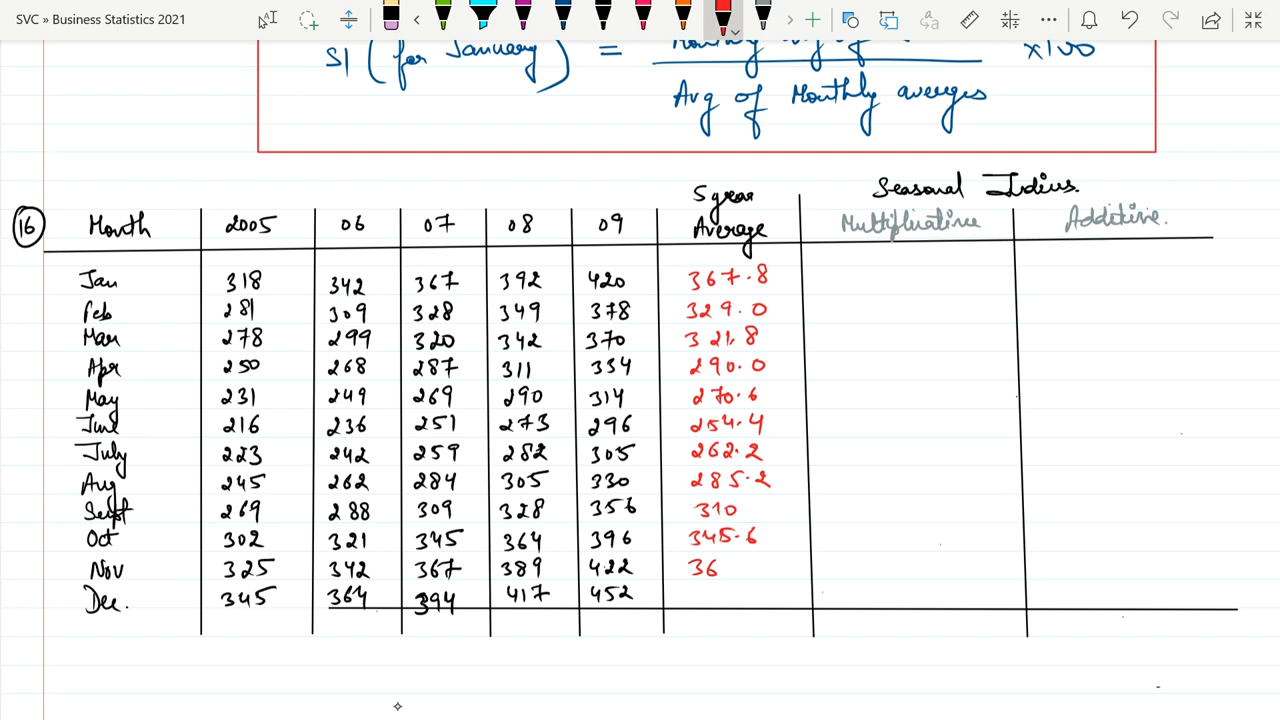 SVC » Business Statistics 2021
SI (for January) = Monthly avg of x100
Avg of Monthly averages
Seasonal Indices.
16 Month 2005 06 07 08 09 5 year Average Multiplicative Additive.
Jan 318 342 367 392 420 367.8
Feb 281 309 328 349 378 329.0
Mar 278 299 320 342 370 321.8
Apr 250 268 287 311 334 290.0
May 231 249 269 290 314 270.6
June 216 236 251 273 296 254.4
July 223 242 259 282 305 262.2
Aug 245 262 284 305 330 285.2
Sept 269 288 309 328 356 310
Oct 302 321 345 364 396 345.6
Nov 325 342 367 389 422 36
Dec. 345 364 394 417 452